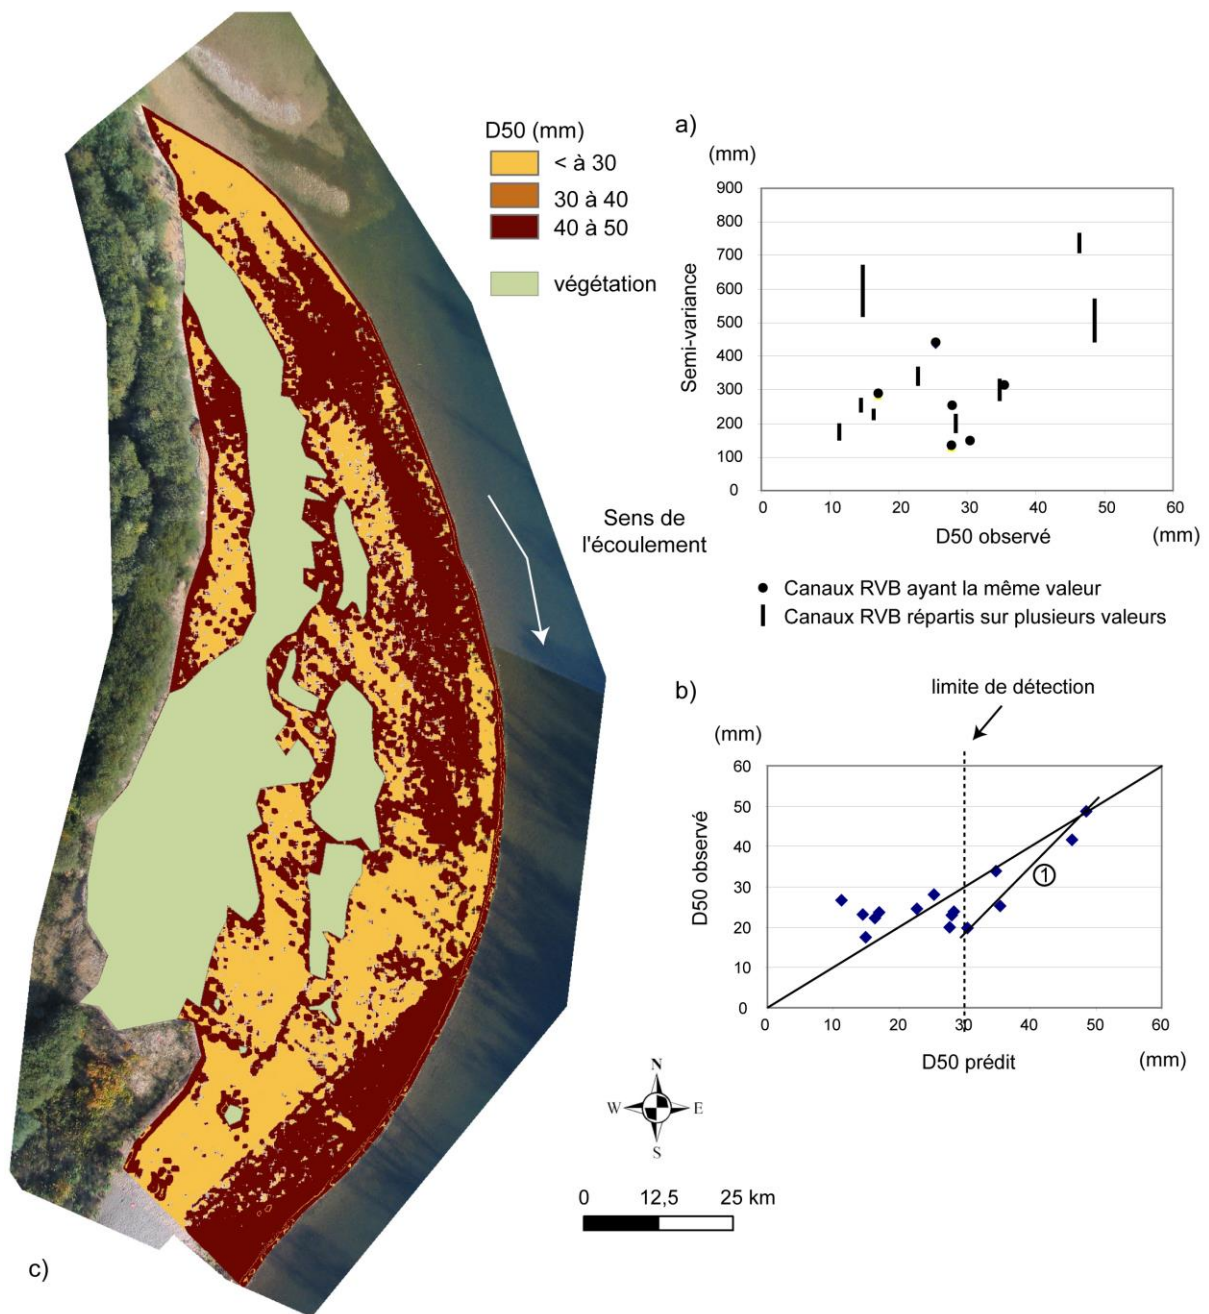 D50 (mm)
< à 30
30 à 40
40 à 50
végétation
Sens de
l'écoulement
a)
(mm)
900
800
700
600
500
400
300
200
100
0
Semi-variance
0 10 20 30 40 50 60
D50 observé (mm)
Canaux RVB ayant la même valeur
Canaux RVB répartis sur plusieurs valeurs
limite de détection
b)
(mm)
60
50
40
30
20
10
0
D50 observé
1
0 10 20 30 40 50 60
D50 prédit (mm)
N
W E
S
0 12,5 25 km
c)